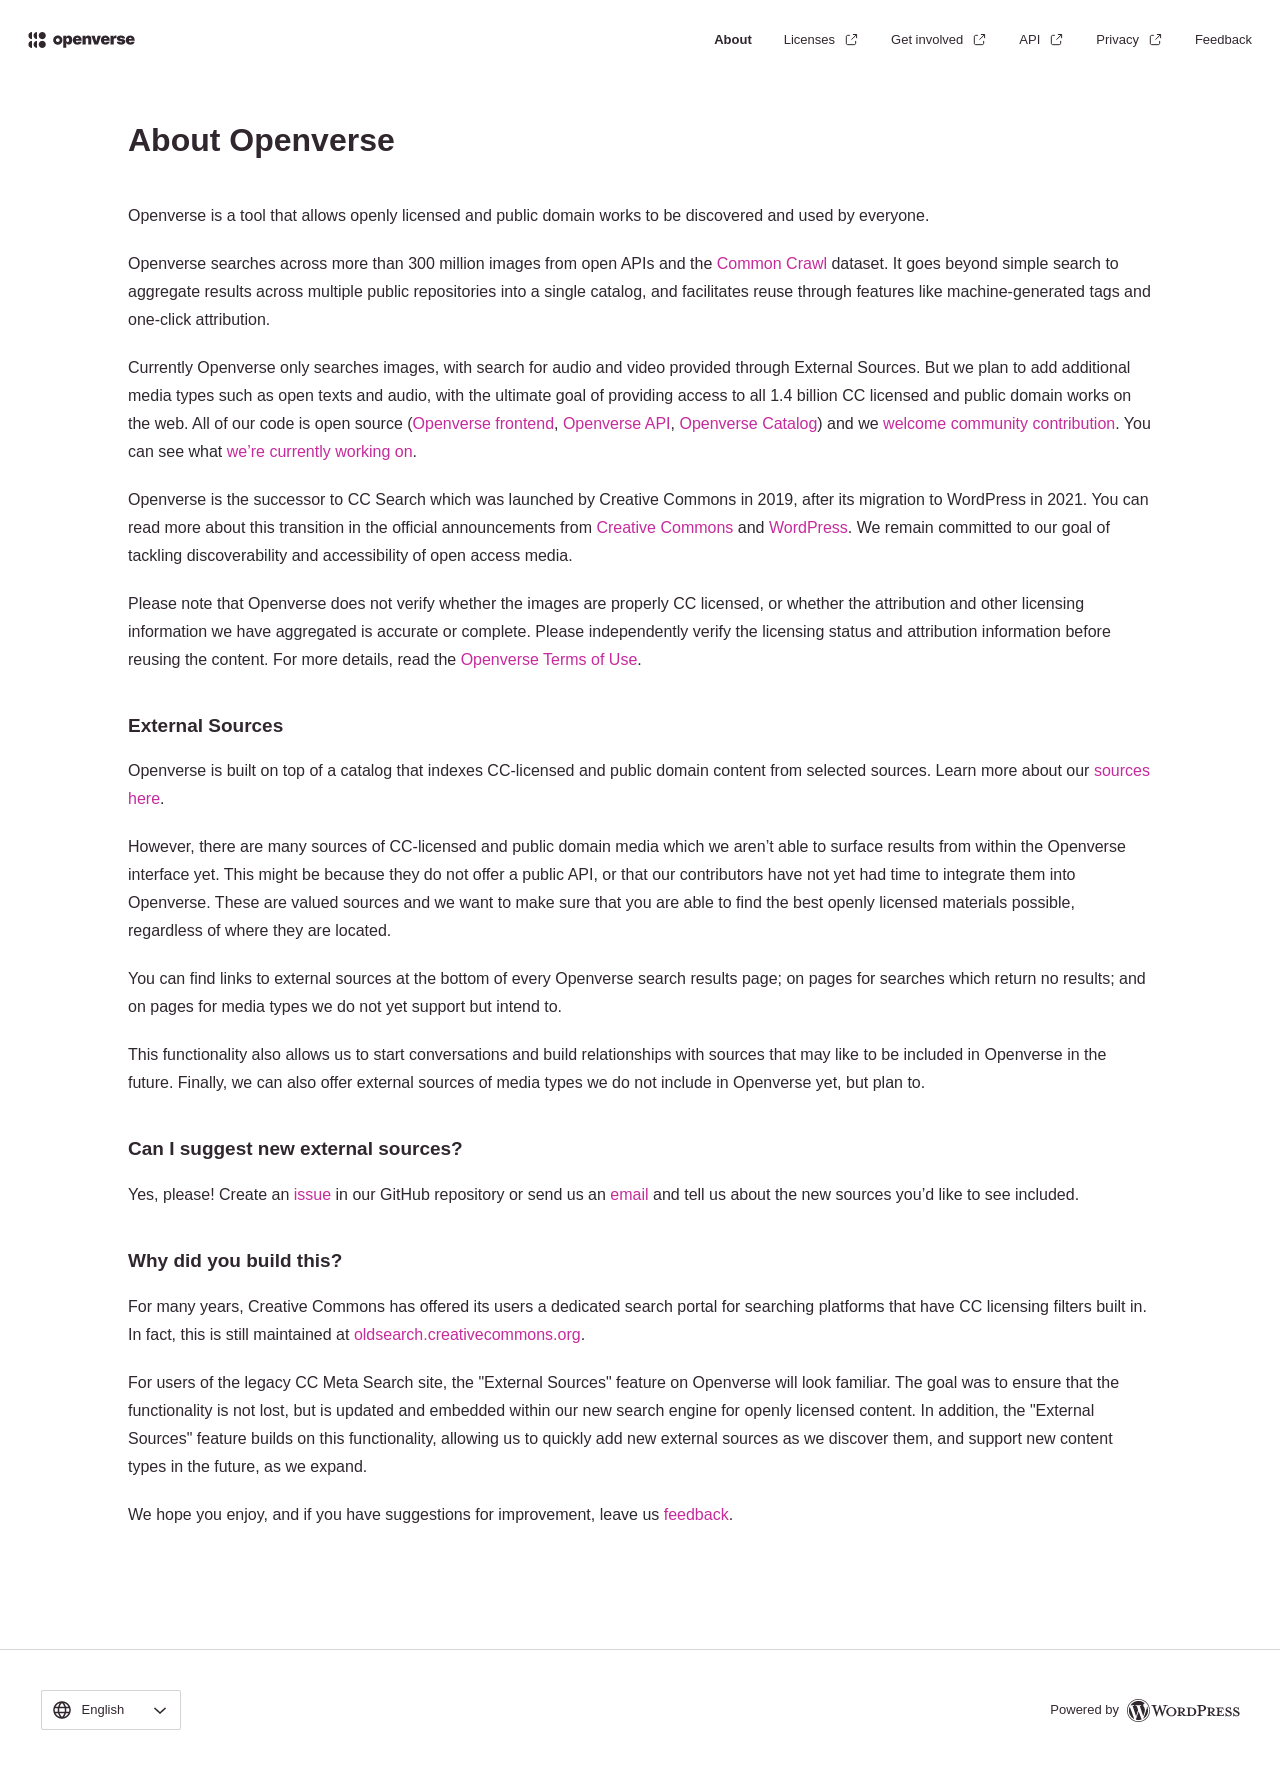 openverse
About Licenses Get involved API Privacy Feedback
About Openverse
Openverse is a tool that allows openly licensed and public domain works to be discovered and used by everyone.
Openverse searches across more than 300 million images from open APIs and the Common Crawl dataset. It goes beyond simple search to
aggregate results across multiple public repositories into a single catalog, and facilitates reuse through features like machine-generated tags and
one-click attribution.
Currently Openverse only searches images, with search for audio and video provided through External Sources. But we plan to add additional
media types such as open texts and audio, with the ultimate goal of providing access to all 1.4 billion CC licensed and public domain works on
the web. All of our code is open source (Openverse frontend, Openverse API, Openverse Catalog) and we welcome community contribution. You
can see what we’re currently working on.
Openverse is the successor to CC Search which was launched by Creative Commons in 2019, after its migration to WordPress in 2021. You can
read more about this transition in the official announcements from Creative Commons and WordPress. We remain committed to our goal of
tackling discoverability and accessibility of open access media.
Please note that Openverse does not verify whether the images are properly CC licensed, or whether the attribution and other licensing
information we have aggregated is accurate or complete. Please independently verify the licensing status and attribution information before
reusing the content. For more details, read the Openverse Terms of Use.
External Sources
Openverse is built on top of a catalog that indexes CC-licensed and public domain content from selected sources. Learn more about our sources
here.
However, there are many sources of CC-licensed and public domain media which we aren’t able to surface results from within the Openverse
interface yet. This might be because they do not offer a public API, or that our contributors have not yet had time to integrate them into
Openverse. These are valued sources and we want to make sure that you are able to find the best openly licensed materials possible,
regardless of where they are located.
You can find links to external sources at the bottom of every Openverse search results page; on pages for searches which return no results; and
on pages for media types we do not yet support but intend to.
This functionality also allows us to start conversations and build relationships with sources that may like to be included in Openverse in the
future. Finally, we can also offer external sources of media types we do not include in Openverse yet, but plan to.
Can I suggest new external sources?
Yes, please! Create an issue in our GitHub repository or send us an email and tell us about the new sources you’d like to see included.
Why did you build this?
For many years, Creative Commons has offered its users a dedicated search portal for searching platforms that have CC licensing filters built in.
In fact, this is still maintained at oldsearch.creativecommons.org.
For users of the legacy CC Meta Search site, the "External Sources" feature on Openverse will look familiar. The goal was to ensure that the
functionality is not lost, but is updated and embedded within our new search engine for openly licensed content. In addition, the "External
Sources" feature builds on this functionality, allowing us to quickly add new external sources as we discover them, and support new content
types in the future, as we expand.
We hope you enjoy, and if you have suggestions for improvement, leave us feedback.
English
Powered by WordPress